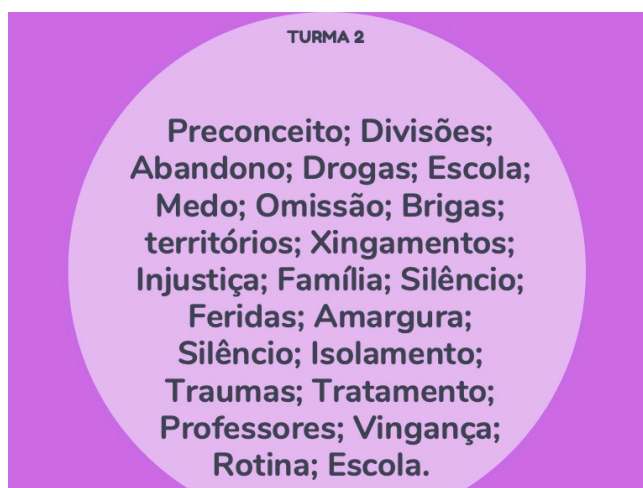 TURMA 2
Preconceito; Divisões;
Abandono; Drogas; Escola;
Medo; Omissão; Brigas;
territórios; Xingamentos;
Injustiça; Família; Silêncio;
Feridas; Amargura;
Silêncio; Isolamento;
Traumas; Tratamento;
Professores; Vingança;
Rotina; Escola.